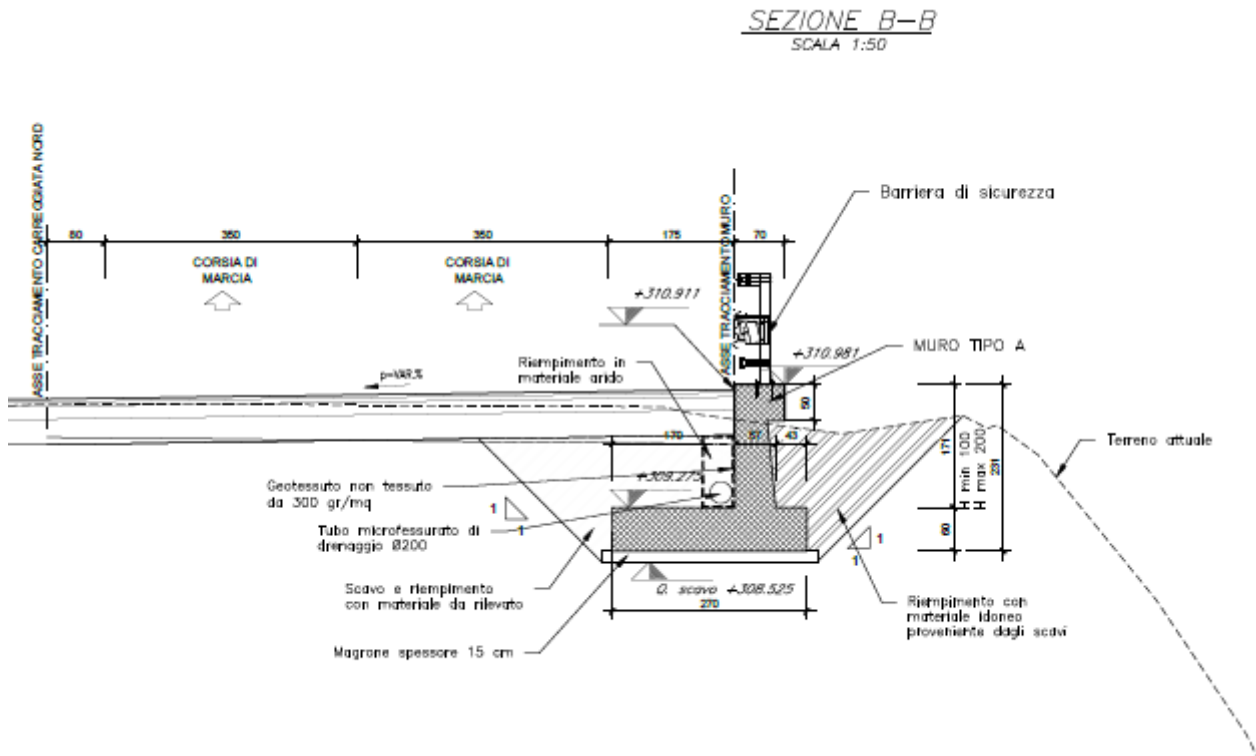 SEZIONE B-B
SCALA 1:50
ASSE TRACCIAMENTO CARREGGIATA NORD
ASSE TRACCIAMENTO MURO
80
350
350
175
70
CORSIA DI
MARCIA
CORSIA DI
MARCIA
Barriera di sicurezza
+310.911
+310.981
MURO TIPO A
Riempimento in
materiale arido
p=VAR.%
50
170
57
43
171
H min 100
H max 200
231
60
Terreno attuale
Geotessuto non tessuto
da 300 gr/mq
+309.275
1
1
Tubo microfessurato di
drenaggio Ø200
1
1
Scavo e riempimento
con materiale da rilevato
Q. scavo +308.525
270
Riempimento con
materiale idoneo
proveniente dagli scavi
Magrone spessore 15 cm